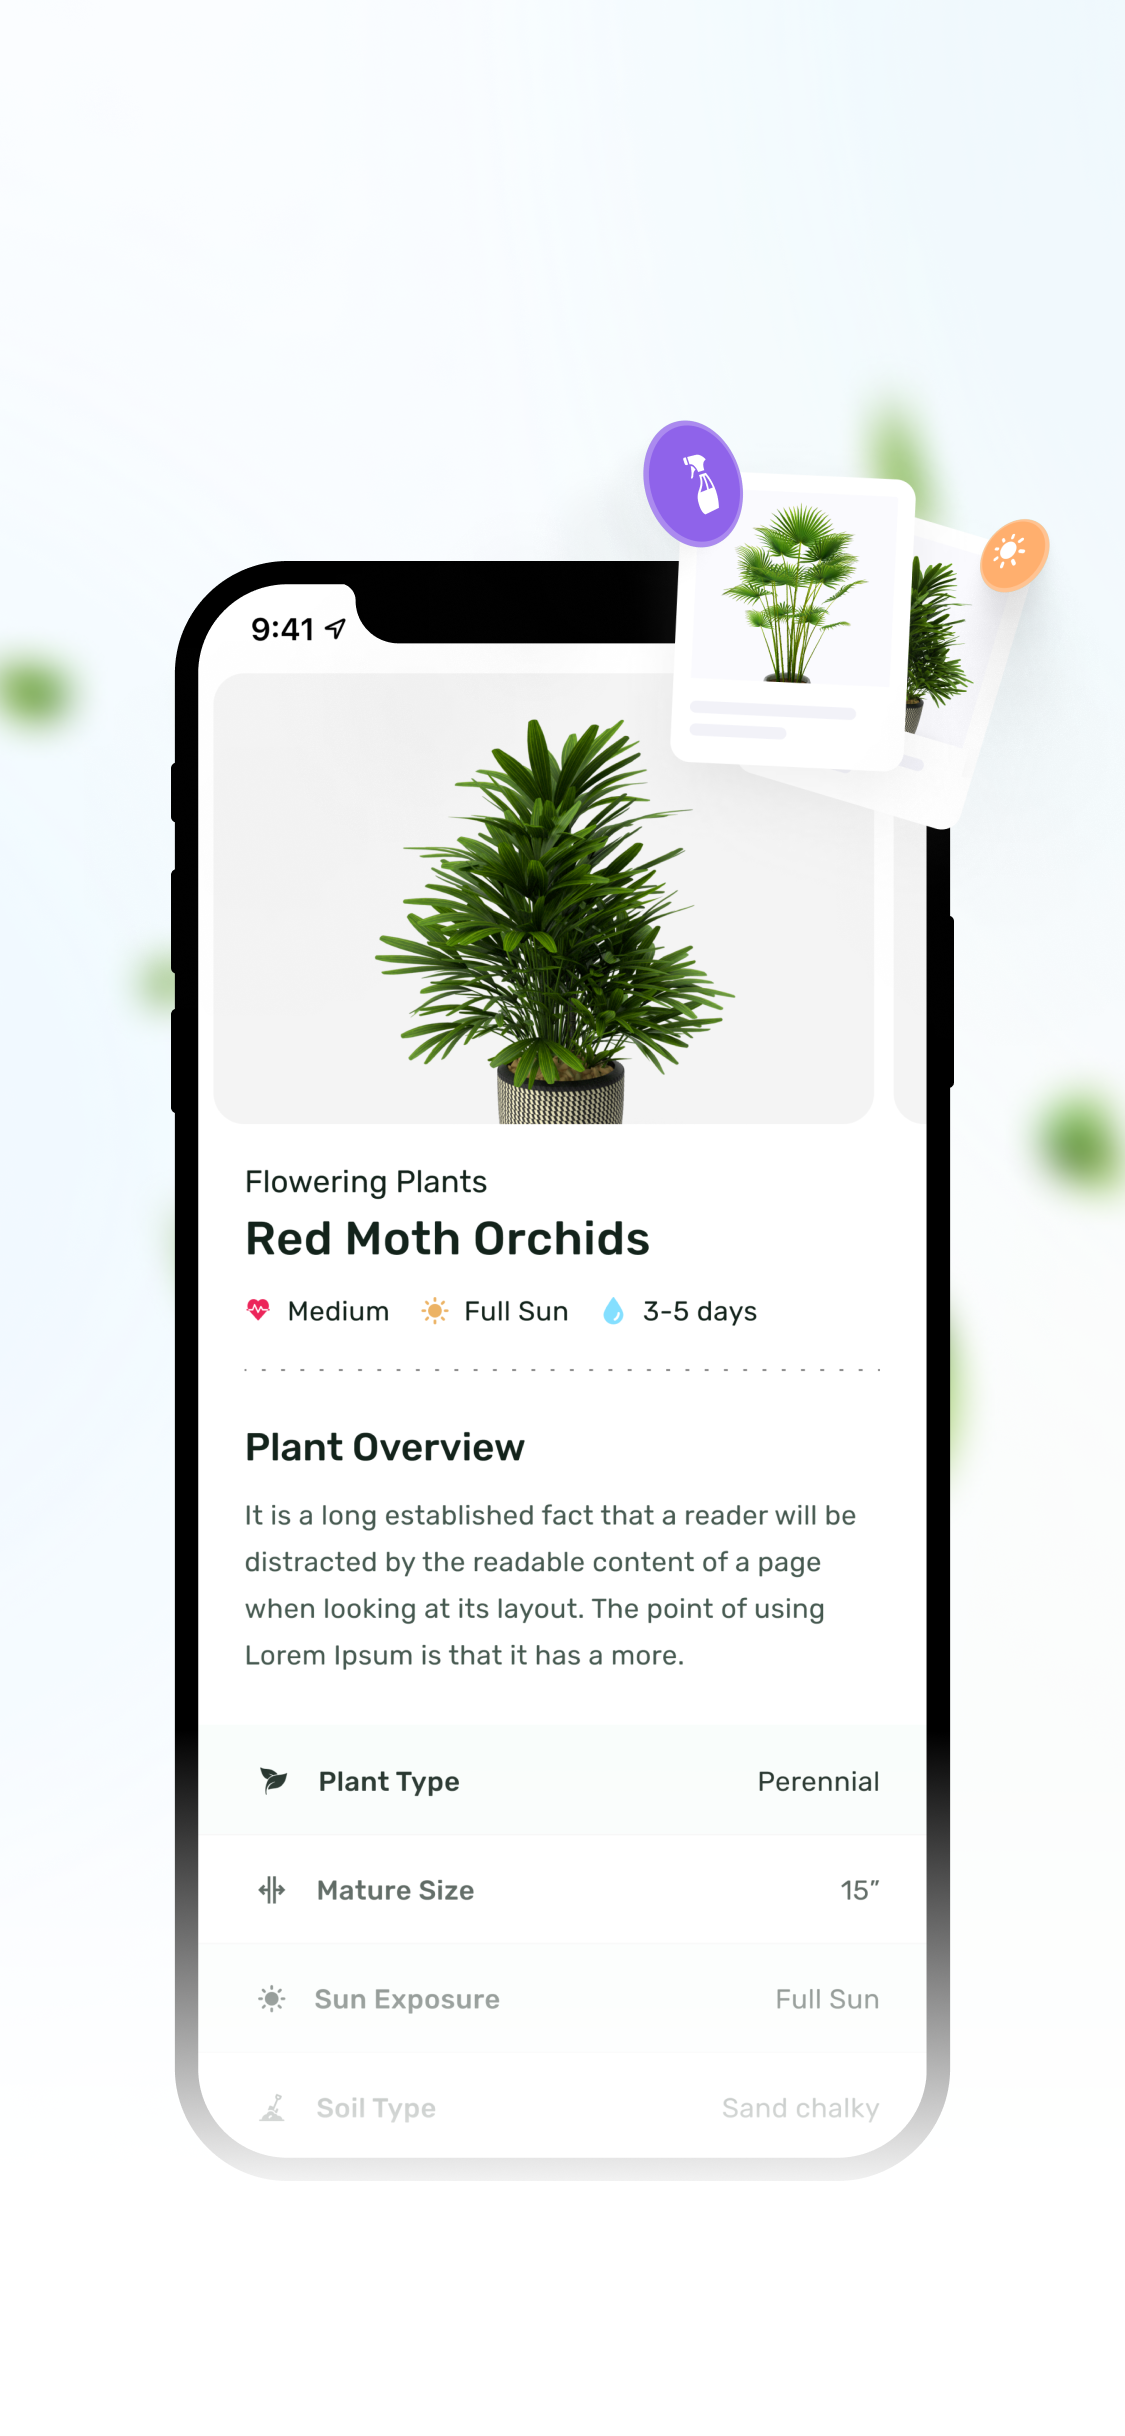 9:41
Flowering Plants
Red Moth Orchids
Medium Full Sun 3-5 days
Plant Overview
It is a long established fact that a reader will be
distracted by the readable content of a page
when looking at its layout. The point of using
Lorem Ipsum is that it has a more.
Plant Type Perennial
Mature Size 15”
Sun Exposure Full Sun
Soil Type Sand chalky